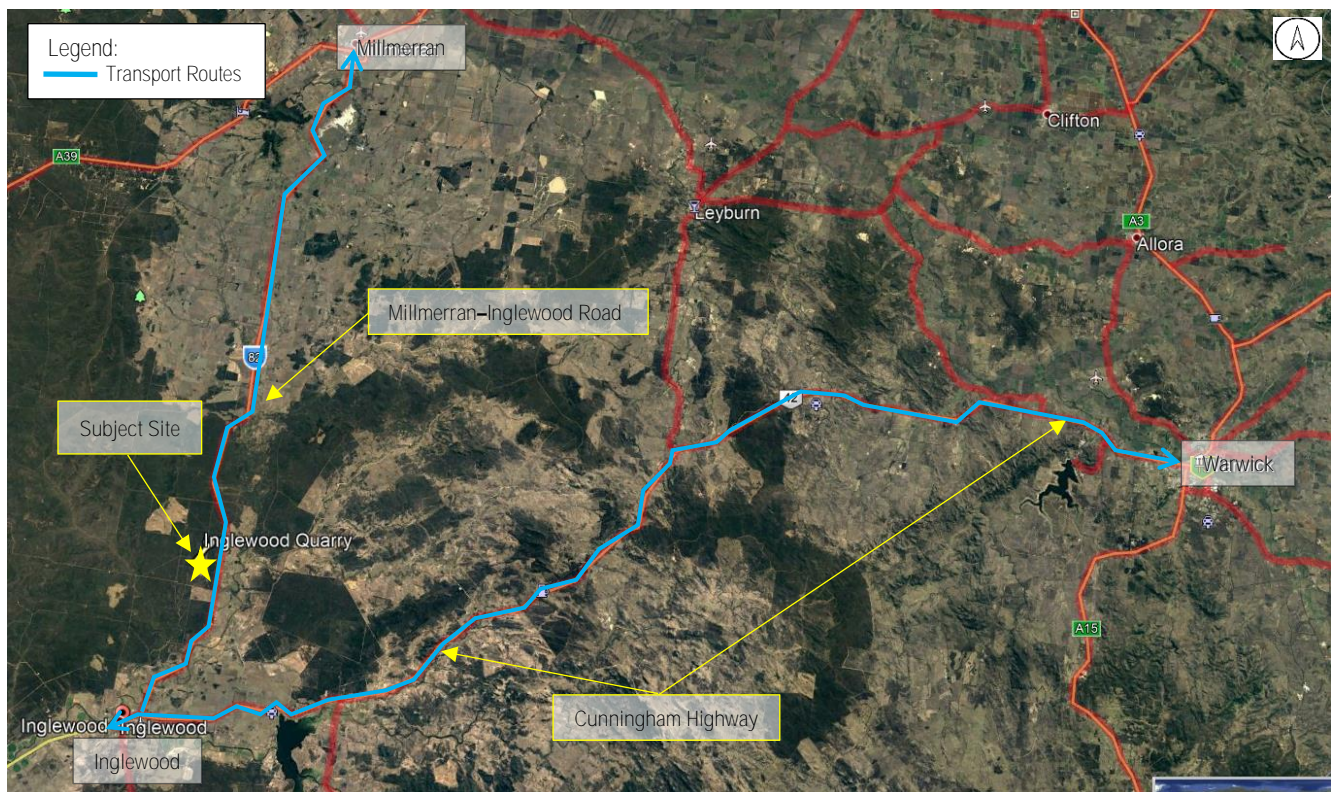 Legend:
Transport Routes
Millmerran
A39
Clifton
Leyburn
A3
Allora
Millmerran–Inglewood Road
82
Subject Site
42
Warwick
Inglewood Quarry
A15
Cunningham Highway
Inglewood
Inglewood
Inglewood